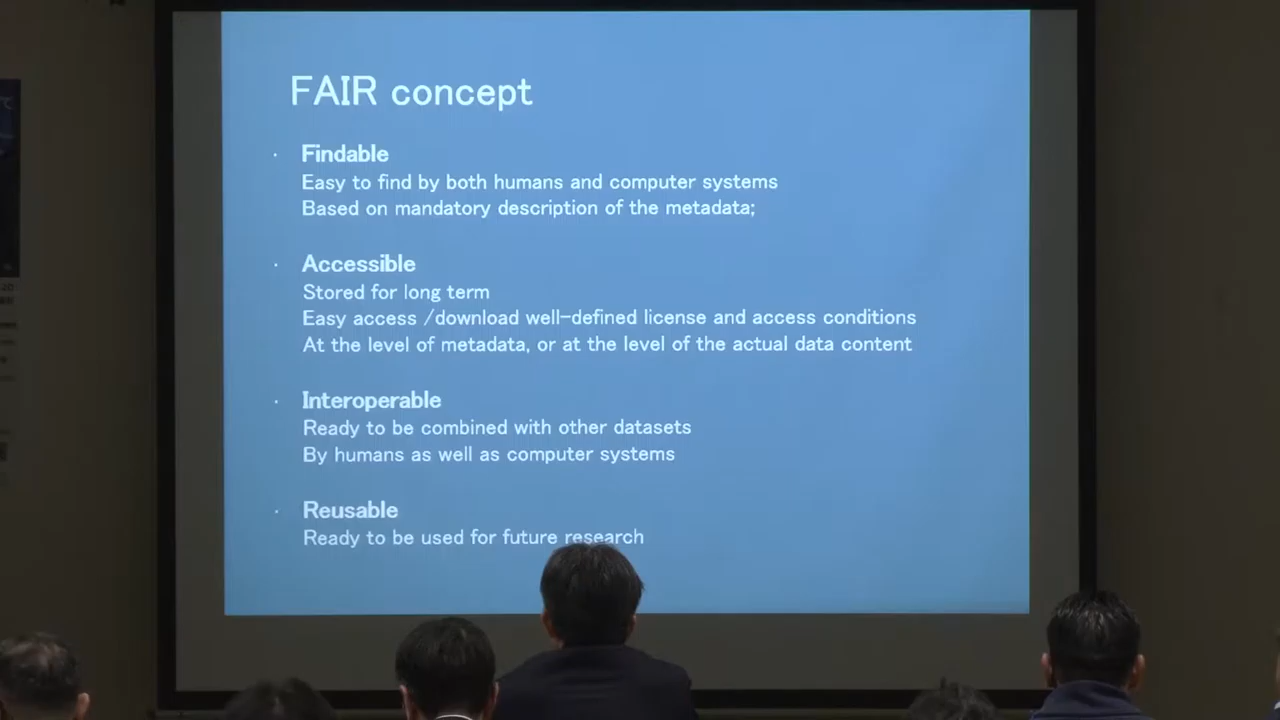 FAIR concept
· Findable
Easy to find by both humans and computer systems
Based on mandatory description of the metadata;
· Accessible
Stored for long term
Easy access /download well-defined license and access conditions
At the level of metadata, or at the level of the actual data content
· Interoperable
Ready to be combined with other datasets
By humans as well as computer systems
· Reusable
Ready to be used for future research